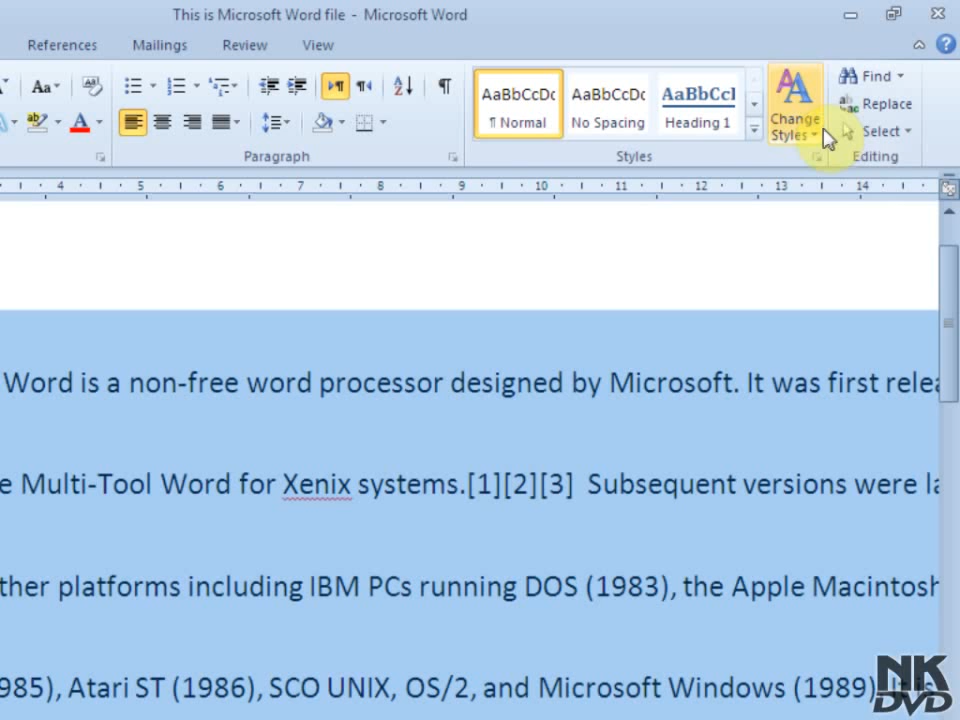 This is Microsoft Word file - Microsoft Word
References Mailings Review View
Aa
Find
Replace
Select
A
AaBbCcDc AaBbCcDc AaBbCcI
¶ Normal No Spacing Heading 1
Change
Styles
Paragraph Styles Editing
4 5 6 7 8 9 10 11 12 13 14
Word is a non-free word processor designed by Microsoft. It was first relea
e Multi-Tool Word for Xenix systems.[1][2][3] Subsequent versions were la
ther platforms including IBM PCs running DOS (1983), the Apple Macintosh
985), Atari ST (1986), SCO UNIX, OS/2, and Microsoft Windows (1989)
NK
DVD